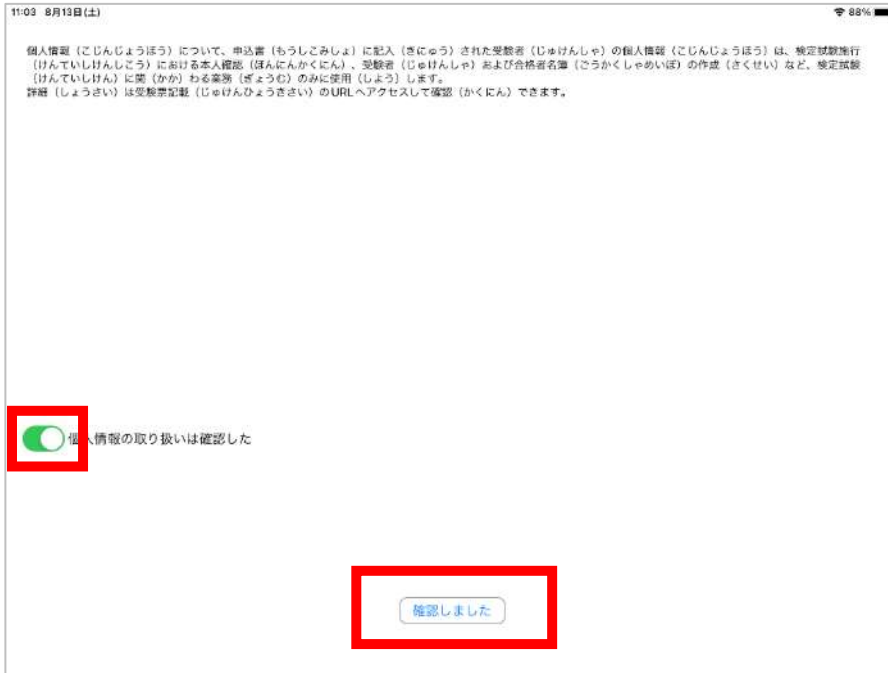 11:03 8月13日(土)
88%
個人情報（こじんじょうほう）について、申込書（もうしこみしょ）に記入（きにゅう）された受験者（じゅけんしゃ）の個人情報（こじんじょうほう）は、検定試験施行
（けんていしけんしこう）における本人確認（ほんにんかくにん）、受験者（じゅけんしゃ）および合格者名簿（ごうかくしゃめいぼ）の作成（さくせい）など、検定試験
（けんていしけん）に関（かか）わる業務（ぎょうむ）のみに使用（しよう）します。
詳細（しょうさい）は受験票記載（じゅけんひょうきさい）のURLへアクセスして確認（かくにん）できます。
個人情報の取り扱いは確認した
確認しました